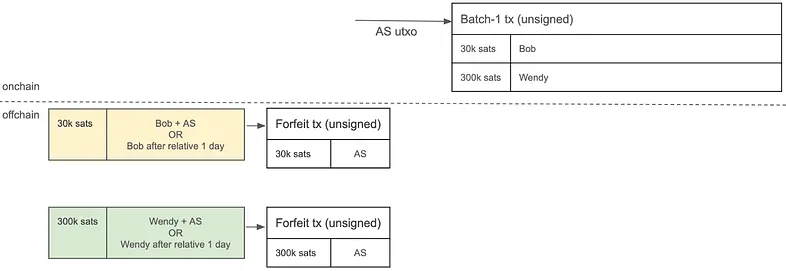 AS utxo
Batch-1 tx (unsigned)
30k sats
Bob
300k sats
Wendy
onchain
offchain
30k sats
Bob + AS
OR
Bob after relative 1 day
Forfeit tx (unsigned)
30k sats
AS
300k sats
Wendy + AS
OR
Wendy after relative 1 day
Forfeit tx (unsigned)
300k sats
AS